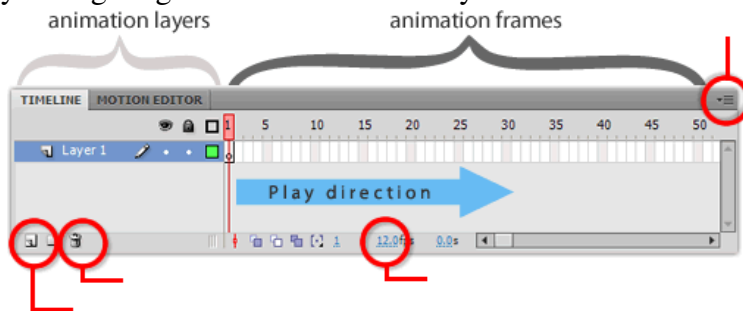 animation layers animation frames
TIMELINE MOTION EDITOR
1 5 10 15 20 25 30 35 40 45 50
Layer 1
Play direction
1 12.0fps 0.0s